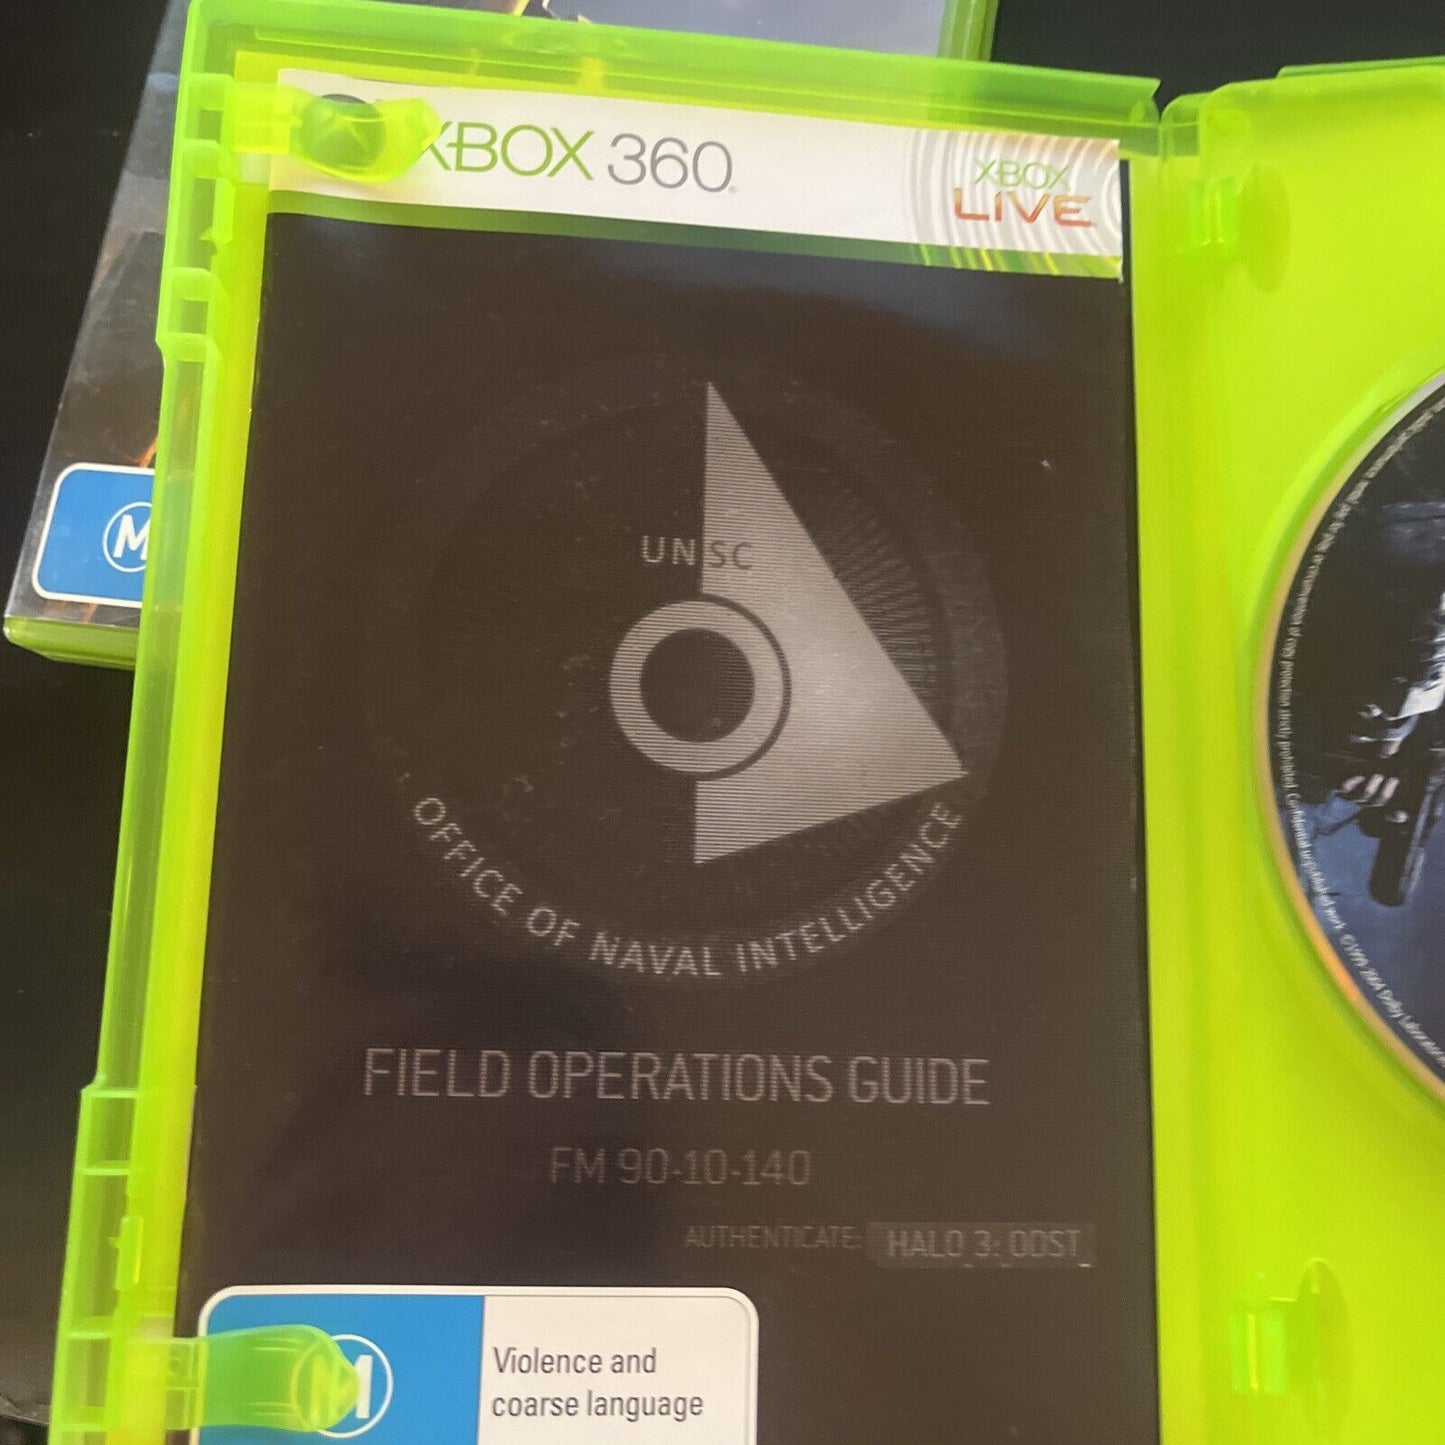 XBOX 360
XBOX
LIVE
UNSC
OFFICE OF NAVAL INTELLIGENCE
FIELD OPERATIONS GUIDE
FM 90-10-140
AUTHENTICATE: HALO 3: ODST_
M
Violence and
coarse language
M